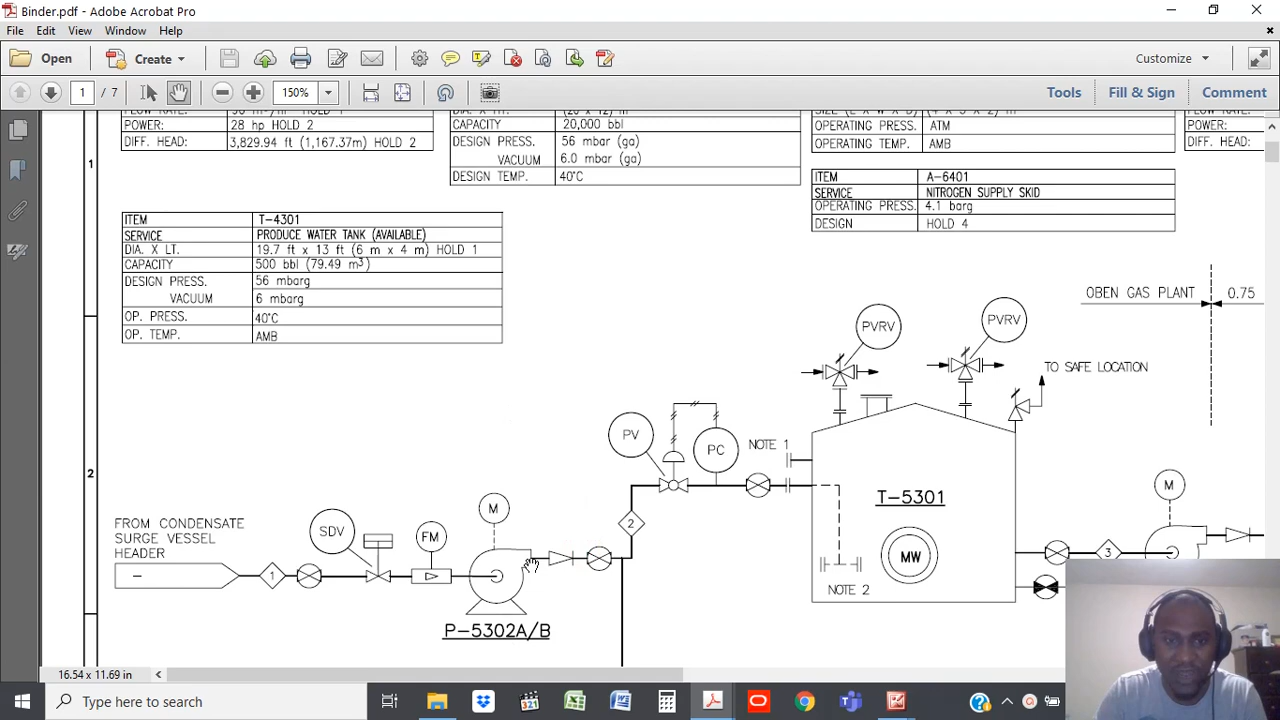 Binder.pdf - Adobe Acrobat Pro
File Edit View Window Help
Open Create Customize
1 / 7 150% Tools Fill & Sign Comment
POWER: 28 hp HOLD 2
DIFF. HEAD: 3,829.94 ft (1,167.37m) HOLD 2
CAPACITY 20,000 bbl
DESIGN PRESS. 56 mbar (ga)
VACUUM 6.0 mbar (ga)
DESIGN TEMP. 40°C
OPERATING PRESS. ATM
OPERATING TEMP. AMB
POWER:
DIFF. HEAD:
ITEM A-6401
SERVICE NITROGEN SUPPLY SKID
OPERATING PRESS. 4.1 barg
DESIGN HOLD 4
1
ITEM T-4301
SERVICE PRODUCE WATER TANK (AVAILABLE)
DIA. X LT. 19.7 ft x 13 ft (6 m x 4 m) HOLD 1
CAPACITY 500 bbl (79.49 m3)
DESIGN PRESS. 56 mbarg
VACUUM 6 mbarg
OP. PRESS. 40°C
OP. TEMP. AMB
OBEN GAS PLANT 0.75
PVRV PVRV
TO SAFE LOCATION
PV PC NOTE 1
2
T-5301
M
FROM CONDENSATE
SURGE VESSEL
HEADER
SDV FM M
2
1
3
MW
NOTE 2
P-5302A/B
16.54 x 11.69 in
Type here to search
321